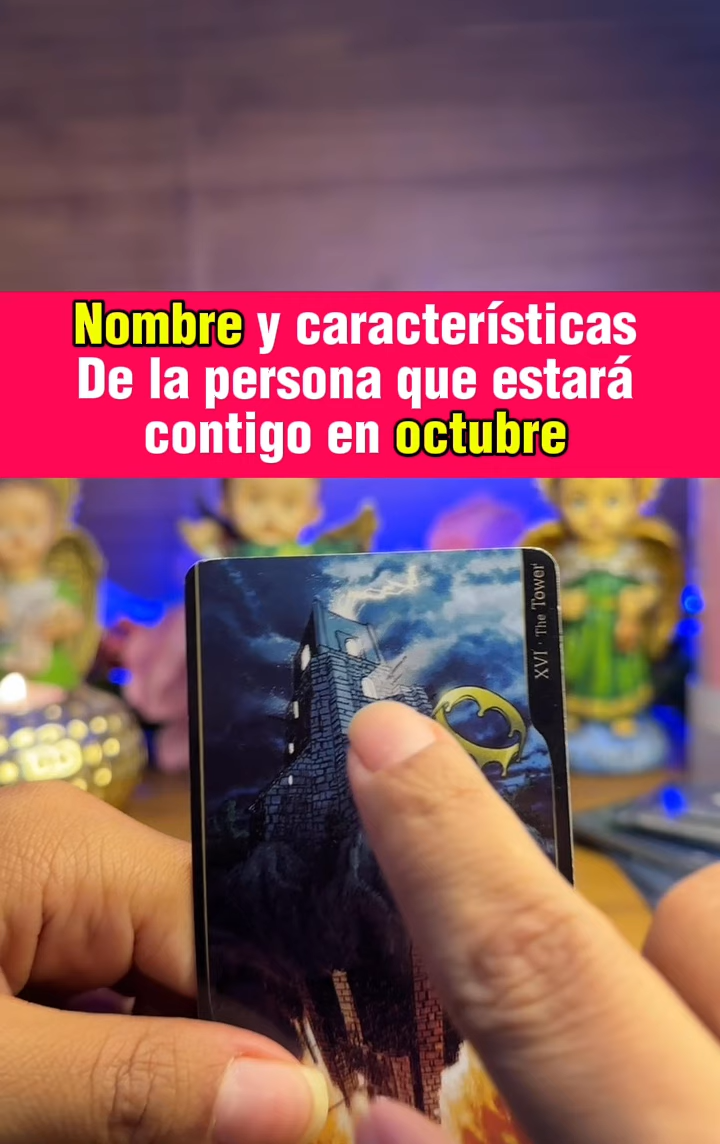 Nombre y características
De la persona que estará
contigo en octubre
XVI · The Tower